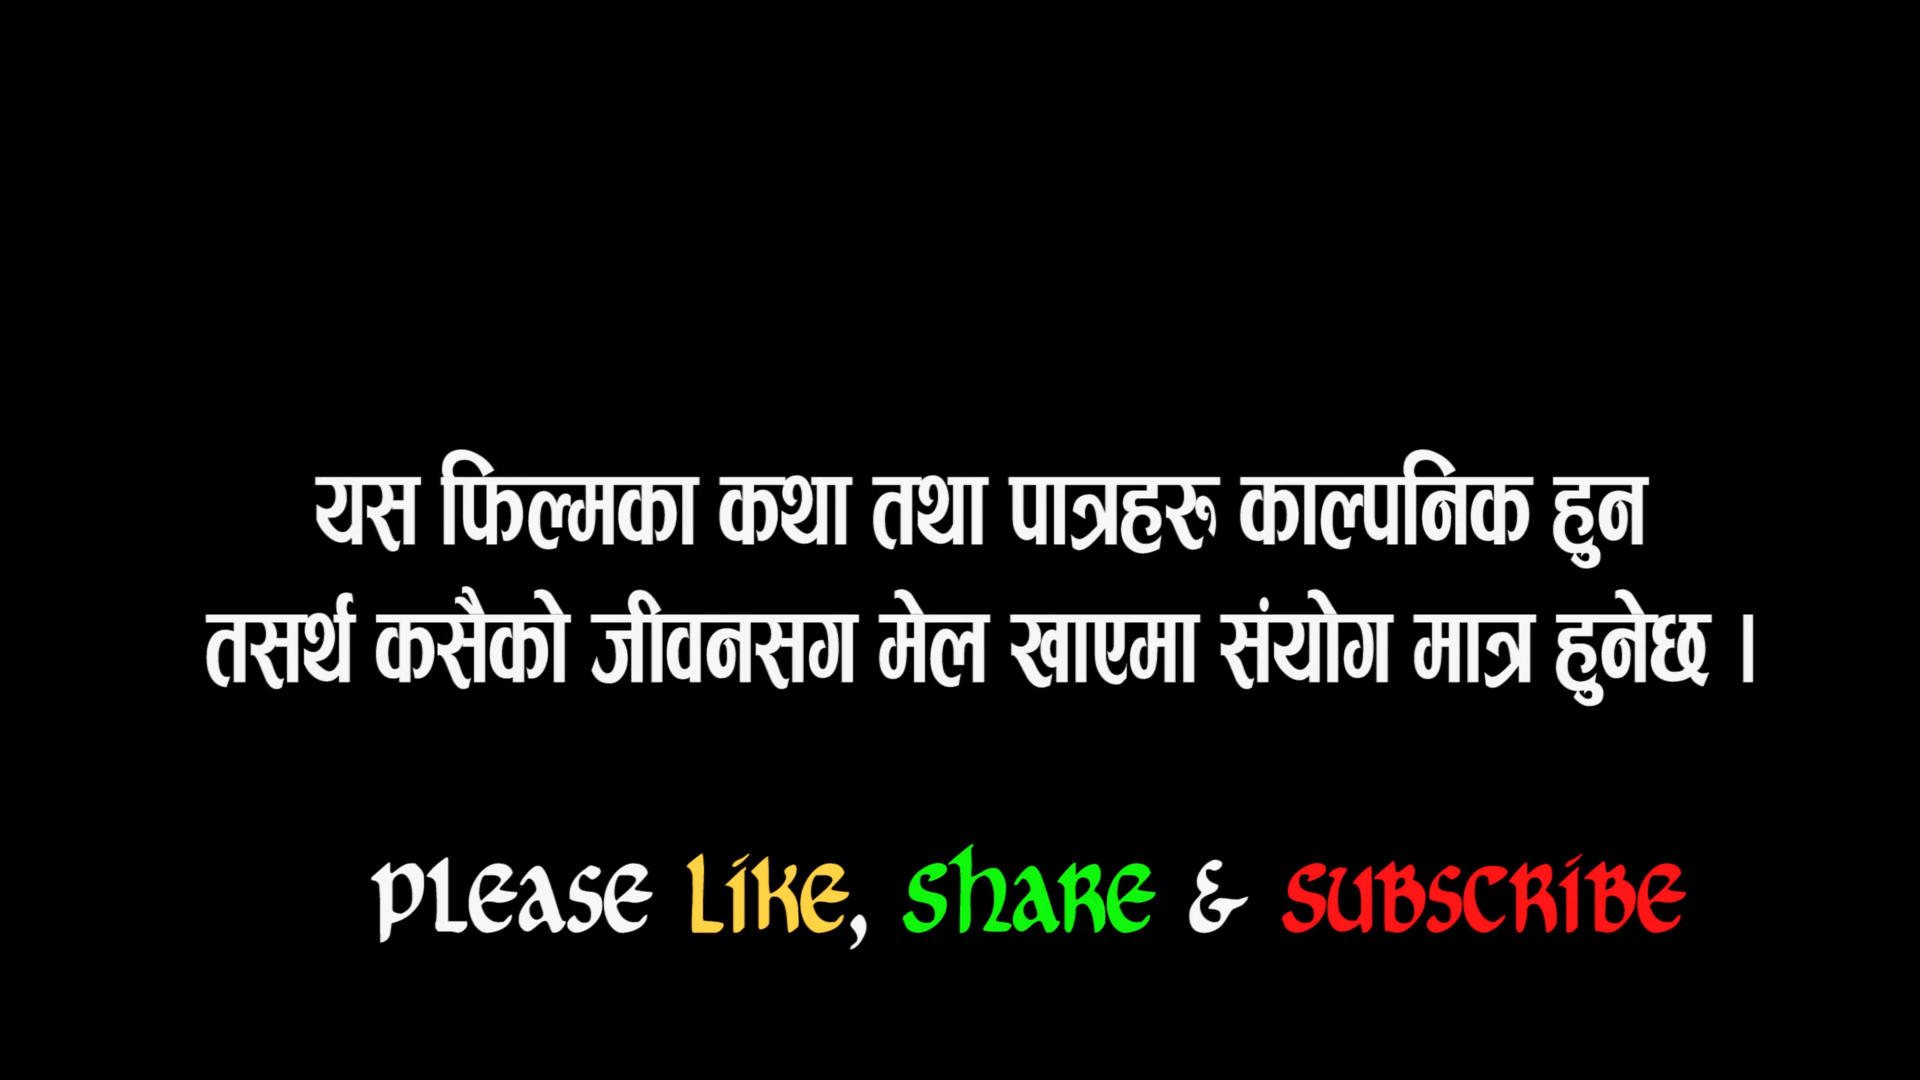 यस फिल्मका कथा तथा पात्रहरु काल्पनिक हुन
तसर्थ कसैको जीवनसग मेल खाएमा संयोग मात्र हुनेछ ।
PLEASE LIKE, SHARE & SUBSCRIBE